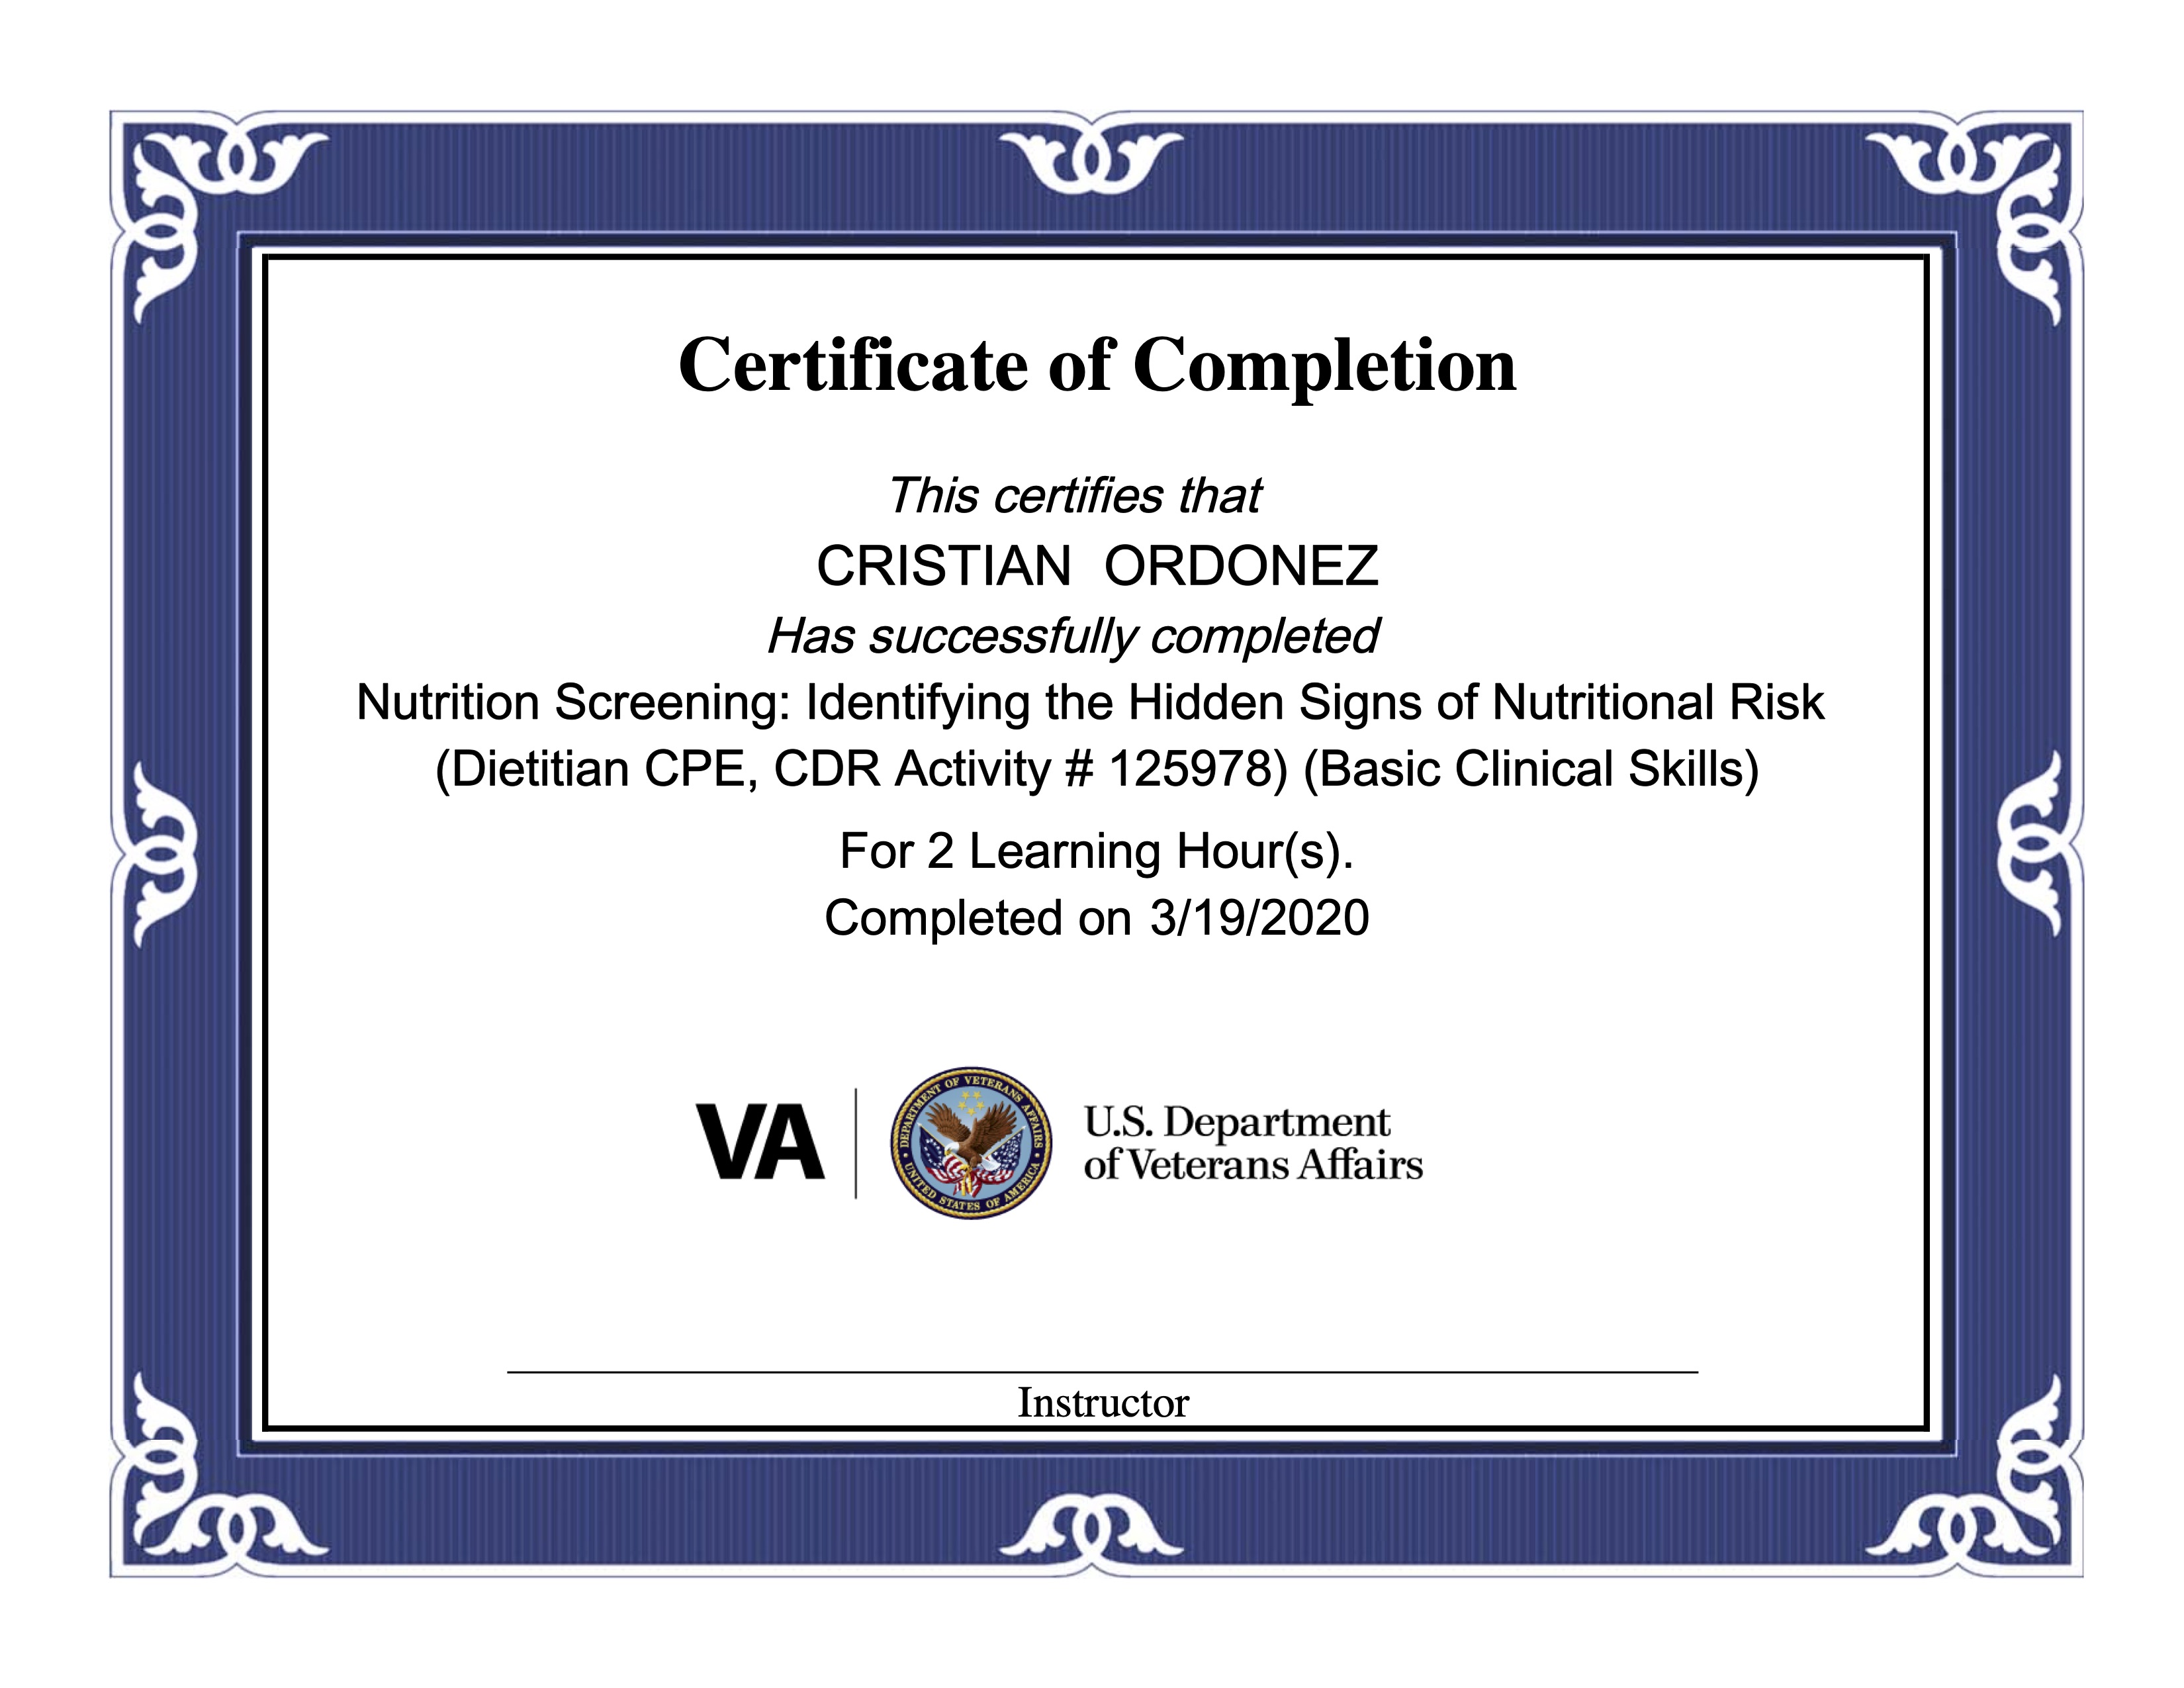 Certificate of Completion
This certifies that
CRISTIAN ORDONEZ
Has successfully completed
Nutrition Screening: Identifying the Hidden Signs of Nutritional Risk
(Dietitian CPE, CDR Activity # 125978) (Basic Clinical Skills)
For 2 Learning Hour(s).
Completed on 3/19/2020
VA
DEPARTMENT OF VETERANS AFFAIRS
UNITED STATES OF AMERICA
U.S. Department
of Veterans Affairs
Instructor